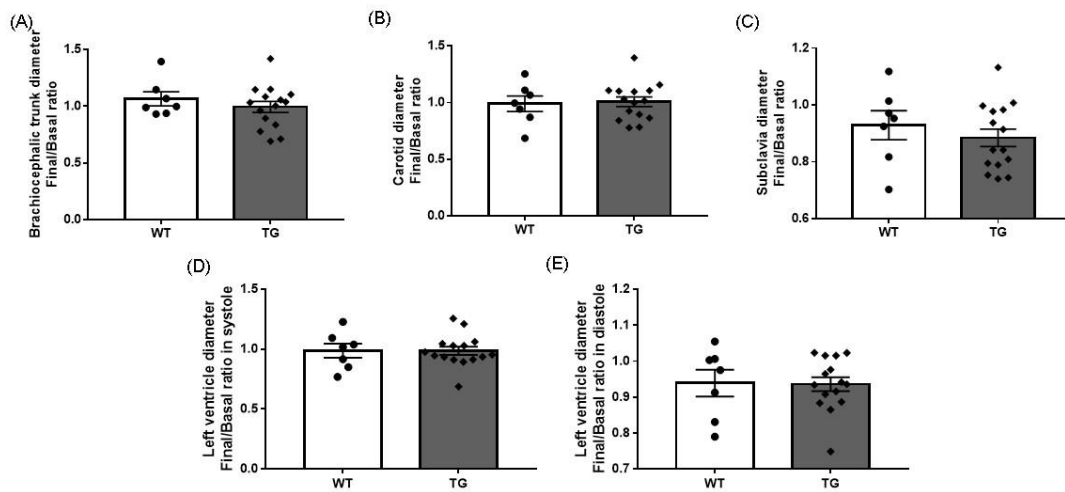 (A)
Brachiocephalic trunk diameter
Final/Basal ratio
1.5
1.0
0.5
0.0
WT
TG
(B)
Carotid diameter
Final/Basal ratio
1.5
1.0
0.5
0.0
WT
TG
(C)
Subclavia diameter
Final/Basal ratio
1.2
1.0
0.8
0.6
WT
TG
(D)
Left ventricle diameter
Final/Basal ratio in systole
1.5
1.0
0.5
0.0
WT
TG
(E)
Left ventricle diameter
Final/Basal ratio in diastole
1.2
1.1
1.0
0.9
0.8
0.7
WT
TG